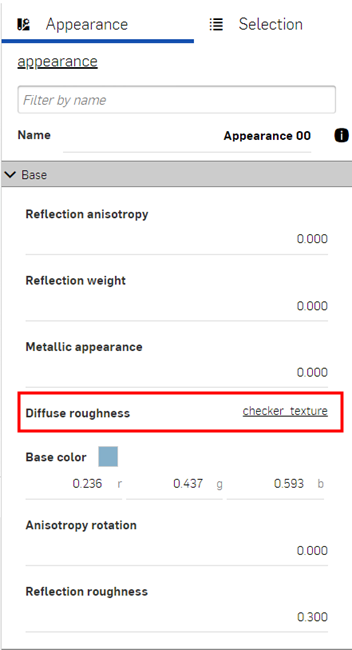 Appearance Selection
appearance
Filter by name
Name Appearance 00
Base
Reflection anisotropy
0.000
Reflection weight
0.000
Metallic appearance
0.000
Diffuse roughness checker_texture
Base color
0.236 r 0.437 g 0.593 b
Anisotropy rotation
0.000
Reflection roughness
0.300